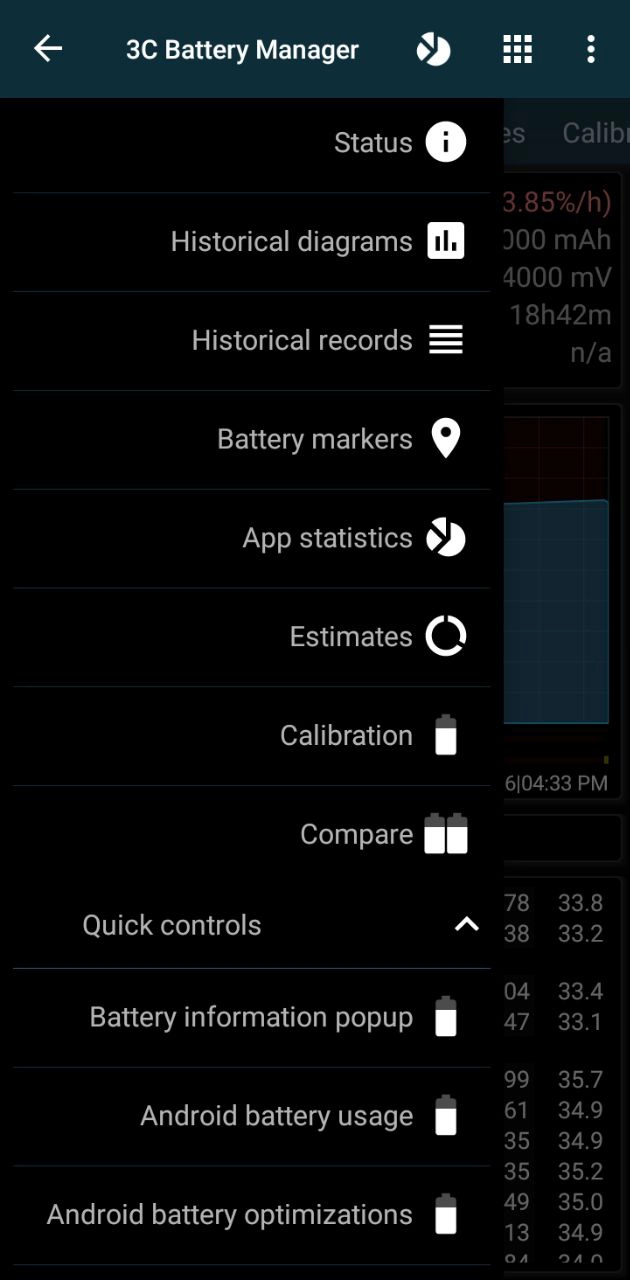 3C Battery Manager
Status
Historical diagrams
Historical records
Battery markers
App statistics
Estimates
Calibration
Compare
Quick controls
Battery information popup
Android battery usage
Android battery optimizations
3.85%/h)
000 mAh
4000 mV
18h42m
n/a
6|04:33 PM
78 33.8
38 33.2
04 33.4
47 33.1
99 35.7
61 34.9
35 34.9
35 35.2
49 35.0
13 34.9